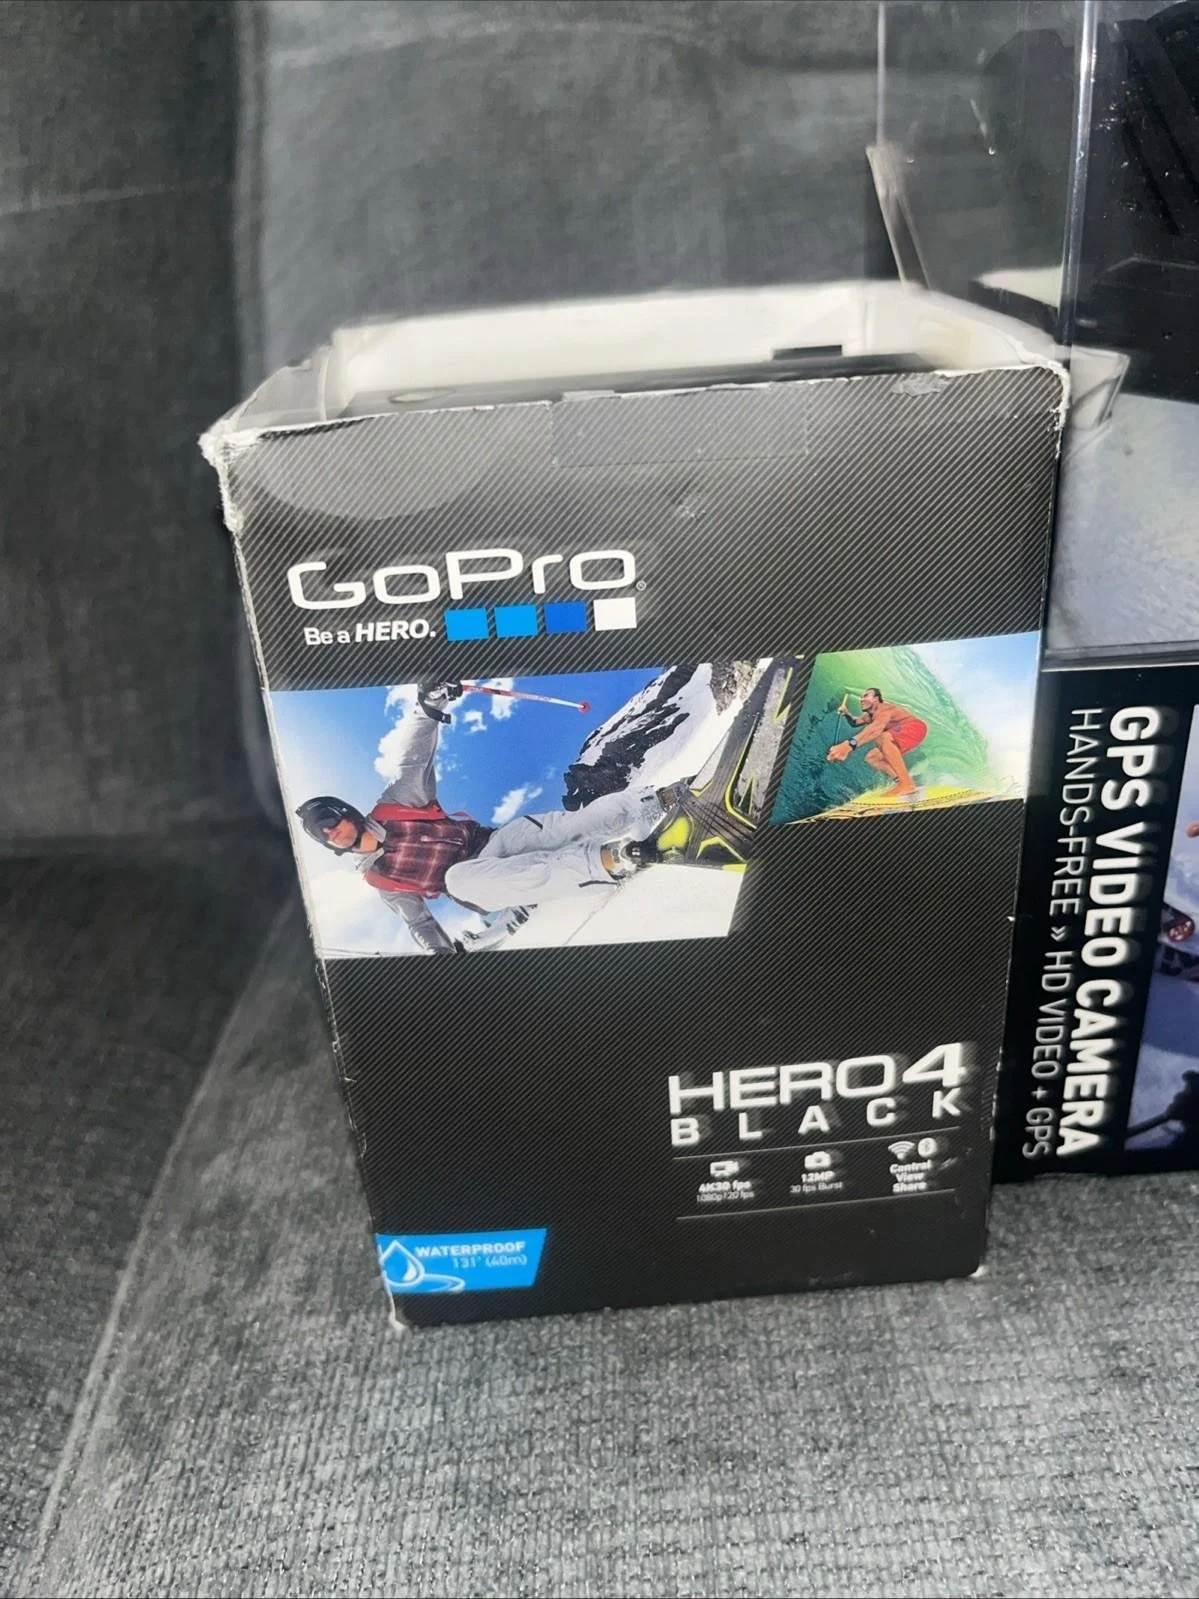 GoPro®
Be a HERO.
HERO4
BLACK
4K30 fps
1080p120 fps
12MP
30 fps Burst
Control
View
Share
WATERPROOF
131' (40m)
GPS VIDEO CAMERA
HANDS-FREE » HD VIDEO + GPS